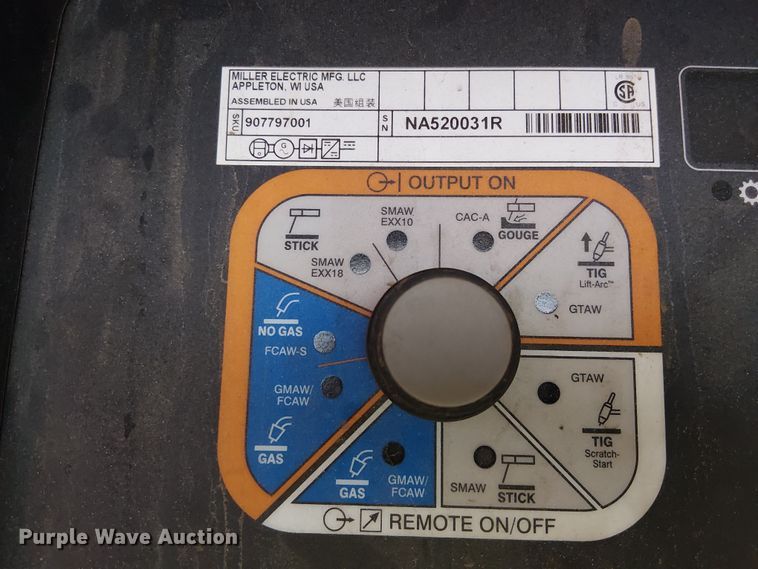 MILLER ELECTRIC MFG. LLC
APPLETON, WI USA
ASSEMBLED IN USA 美国组装
SKU 907797001
SN NA520031R
G
OUTPUT ON
STICK
SMAW
EXX10
SMAW
EXX18
CAC-A
GOUGE
TIG
Lift-Arc™
GTAW
NO GAS
FCAW-S
GMAW/
FCAW
GAS
GAS
GMAW/
FCAW
SMAW
STICK
GTAW
TIG
Scratch-
Start
REMOTE ON/OFF
Purple Wave Auction